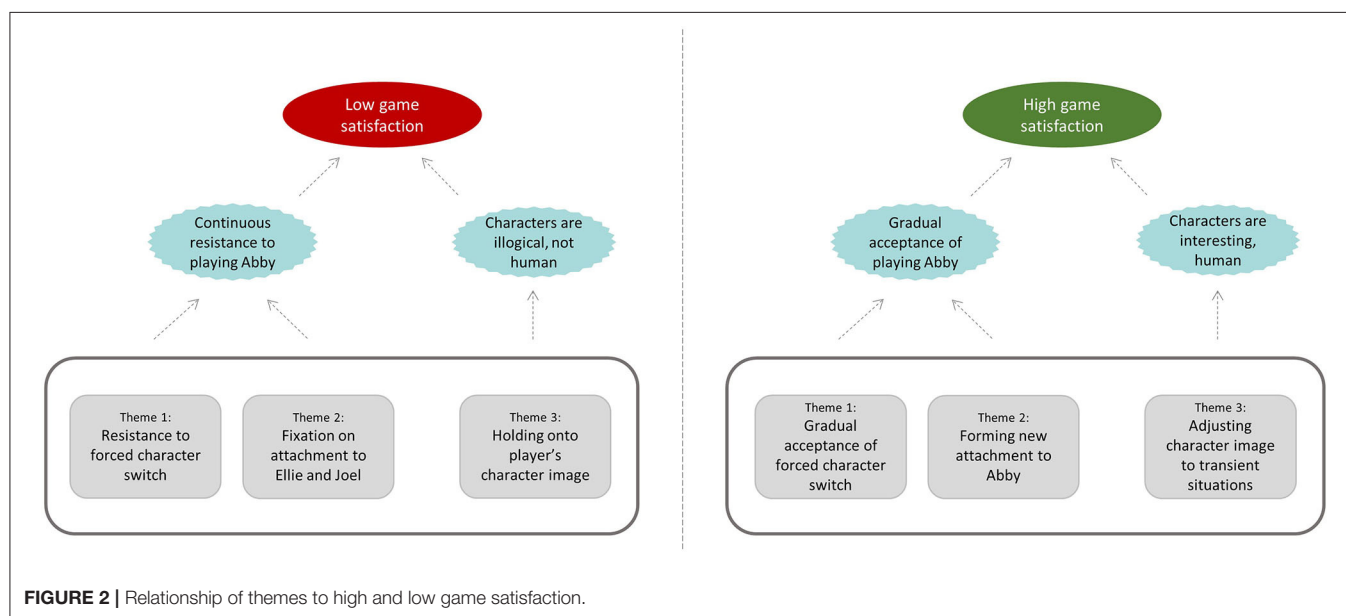 Low game
satisfaction
Continuous
resistance to
playing Abby
Characters are
illogical, not
human
Theme 1:
Resistance to
forced character
switch
Theme 2:
Fixation on
attachment to
Ellie and Joel
Theme 3:
Holding onto
player's
character image
High game
satisfaction
Gradual
acceptance of
playing Abby
Characters are
interesting,
human
Theme 1:
Gradual
acceptance of
forced character
switch
Theme 2:
Forming new
attachment to
Abby
Theme 3:
Adjusting
character image
to transient
situations
FIGURE 2 | Relationship of themes to high and low game satisfaction.